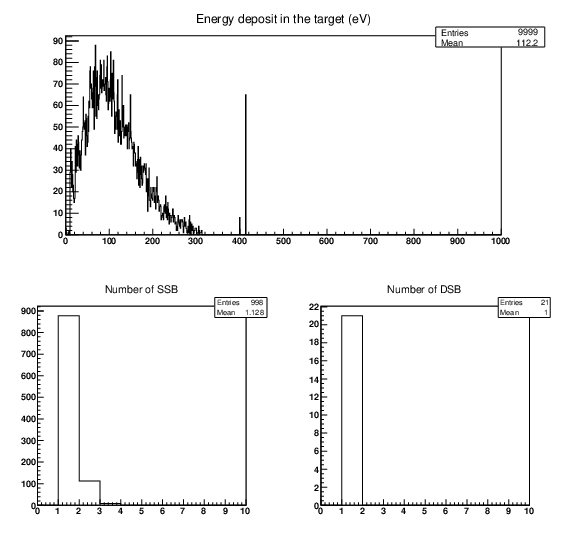 Energy deposit in the target (eV)
Entries 9999
Mean 112.2
90
80
70
60
50
40
30
20
10
0
0 100 200 300 400 500 600 700 800 900 1000
Number of SSB
Entries 998
Mean 1.128
900
800
700
600
500
400
300
200
100
0
0 1 2 3 4 5 6 7 8 9 10
Number of DSB
Entries 21
Mean 1
22
20
18
16
14
12
10
8
6
4
2
0
0 1 2 3 4 5 6 7 8 9 10